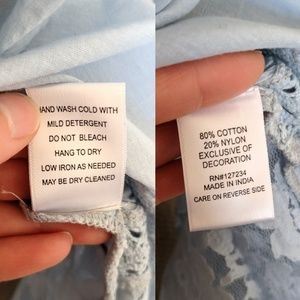 HAND WASH COLD WITH
MILD DETERGENT
DO NOT BLEACH
HANG TO DRY
LOW IRON AS NEEDED
MAY BE DRY CLEANED
80% COTTON
20% NYLON
EXCLUSIVE OF
DECORATION
RN#127234
MADE IN INDIA
CARE ON REVERSE SIDE